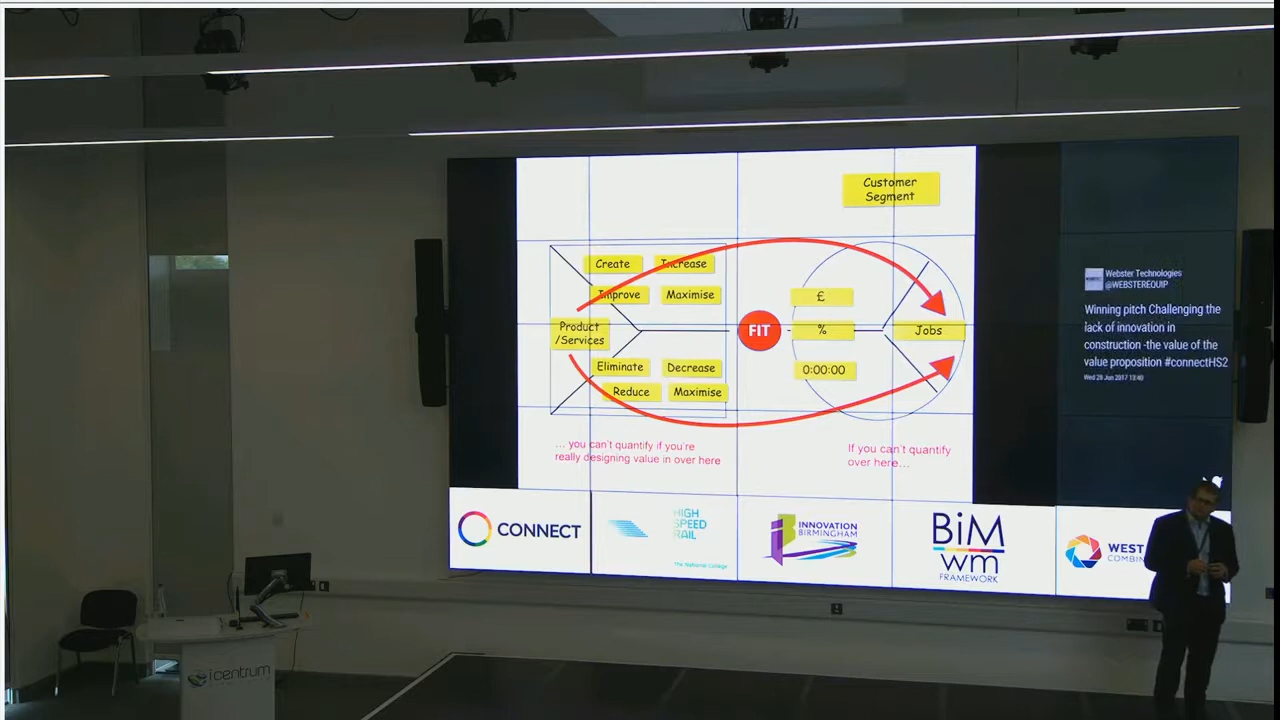 Customer
Segment
Create
Increase
Improve
Maximise
£
Product
/Services
FIT
%
Jobs
Eliminate
Decrease
0:00:00
Reduce
Maximise
... you can't quantify if you're
really designing value in over here
If you can't quantify
over here...
Webster Technologies
@WEBSTEREQUIP
Winning pitch Challenging the
lack of innovation in
construction -the value of the
value proposition #connectHS2
Wed 28 Jun 2017 13:40
CONNECT
HIGH
SPEED
RAIL
The National College
INNOVATION
BIRMINGHAM
BiM
wm
FRAMEWORK
WEST
COMBIN
icentrum